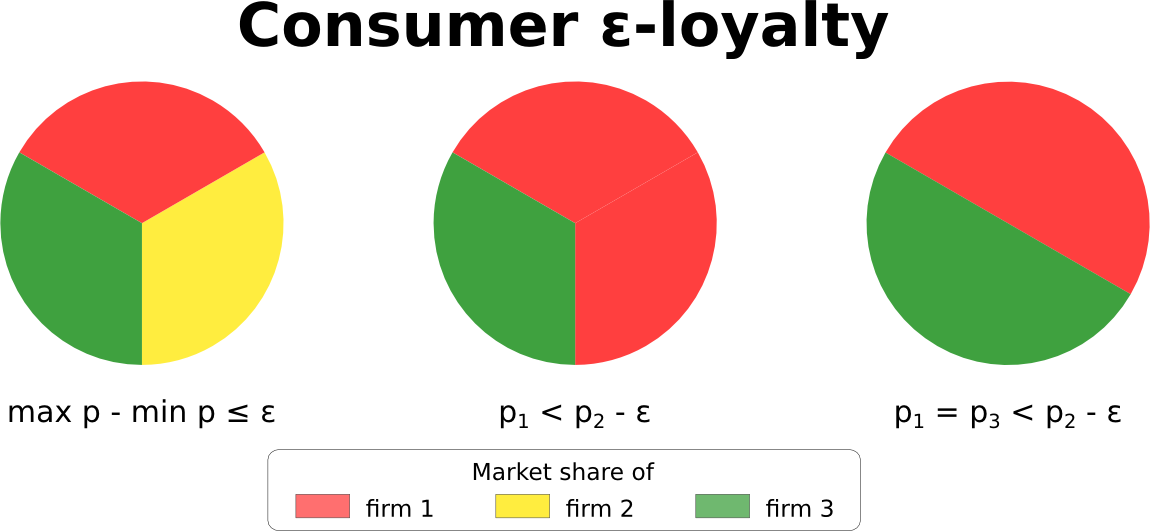 Consumer ε-loyalty
max p - min p ≤ ε
p₁ < p₂ - ε
p₁ = p₃ < p₂ - ε
Market share of
firm 1
firm 2
firm 3